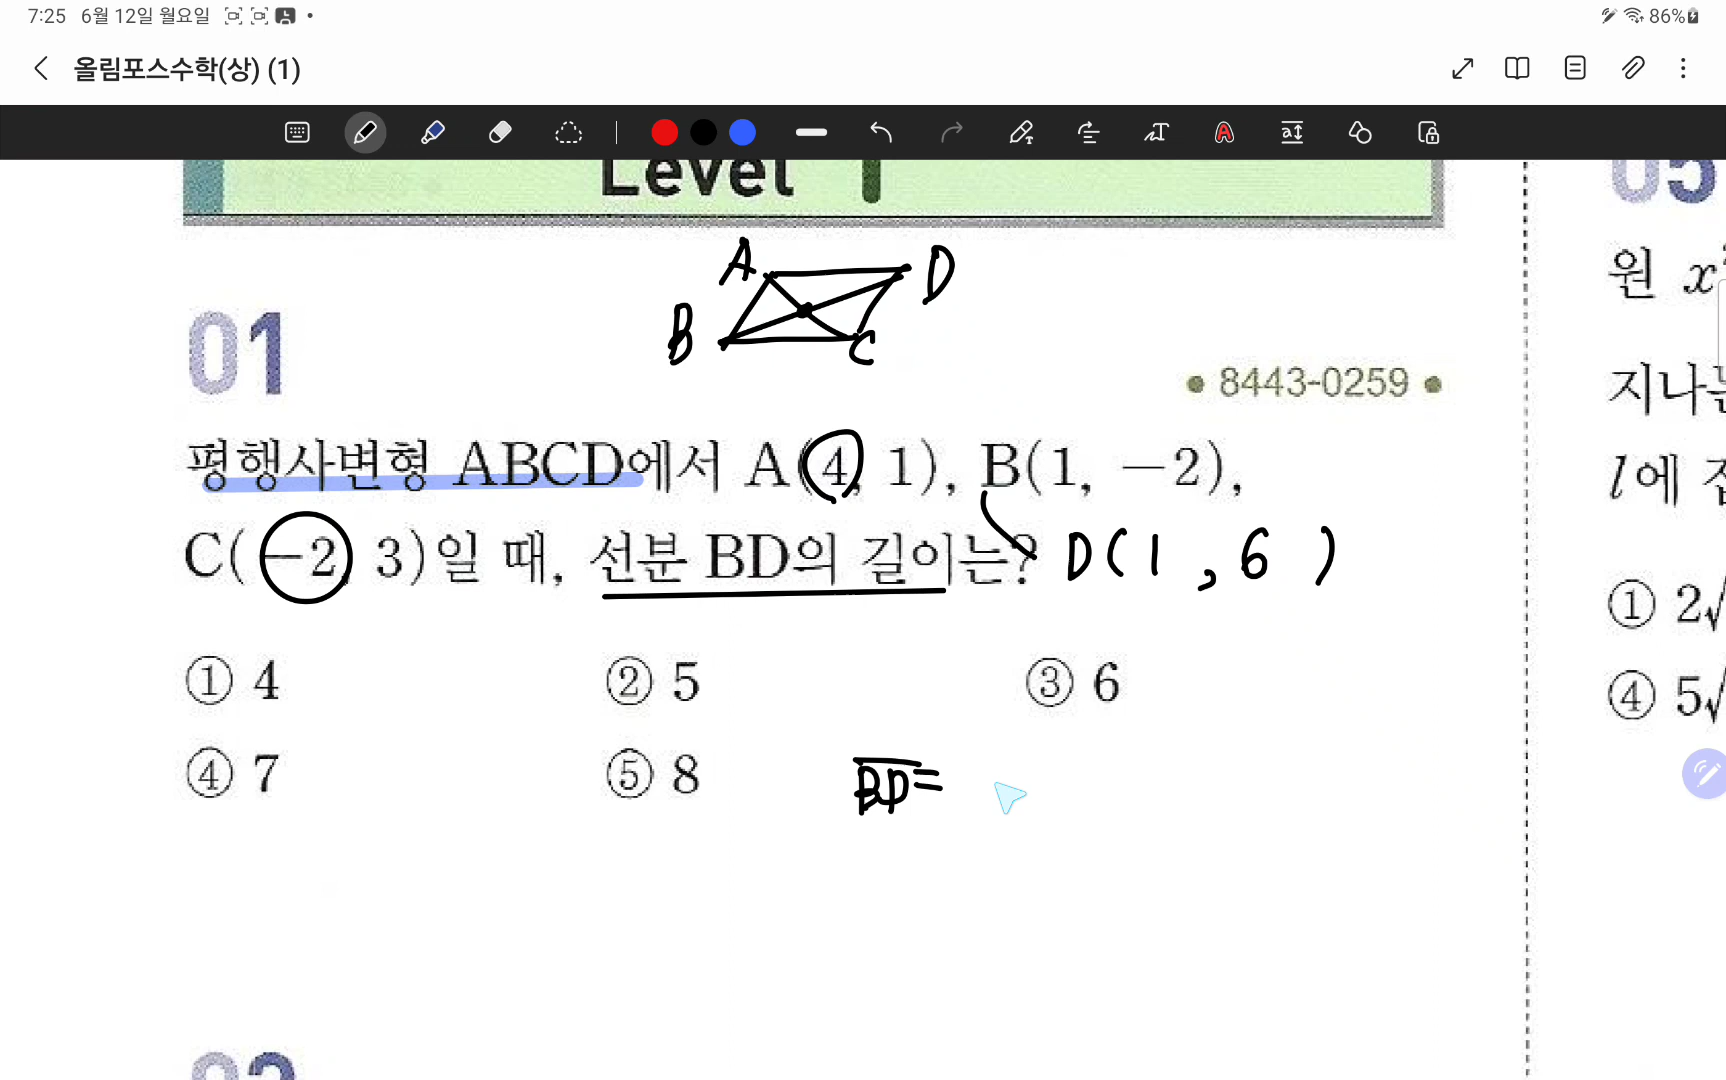 7:25 6월 12일 월요일
86%
올림포스수학(상) (1)
Level 1
A
D
B
C
01
• 8443-0259 •
평행사변형 ABCD에서 A(4, 1), B(1, −2),
C(−2, 3)일 때, 선분 BD의 길이는? D(1, 6)
① 4 ② 5 ③ 6
④ 7 ⑤ 8
BD=
05
원 x
지나는
l에 접
① 2√
④ 5√